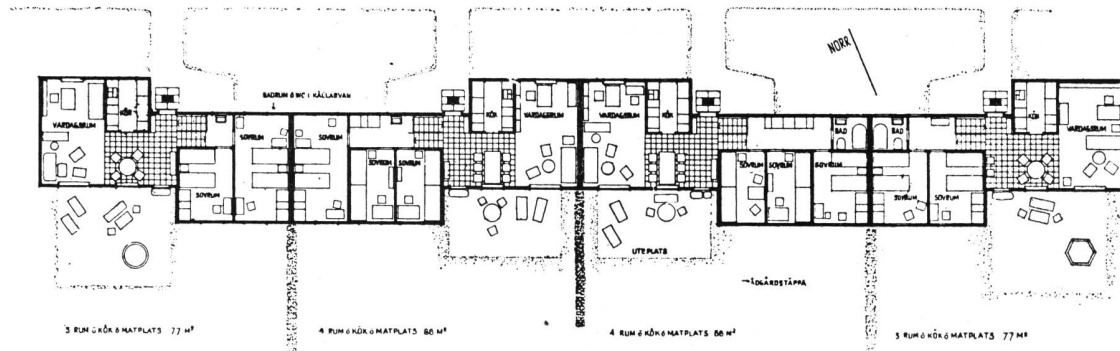 NORR
BADRUM & WC I KÄLLARVÅN
VARDAGSRUM
KÖK
SOVRUM
SOVRUM
SOVRUM
SOVRUM
SOVRUM
KÖK
VARDAGSRUM
VARDAGSRUM
KÖK
BAD
BAD
SOVRUM
SOVRUM
SOVRUM
SOVRUM
SOVRUM
KÖK
VARDAGSRUM
UTEPLATS
3 RUM & KÖK & MATPLATS 77 M²
4 RUM & KÖK & MATPLATS 88 M²
4 RUM & KÖK & MATPLATS 88 M²
3 RUM & KÖK & MATPLATS 77 M²